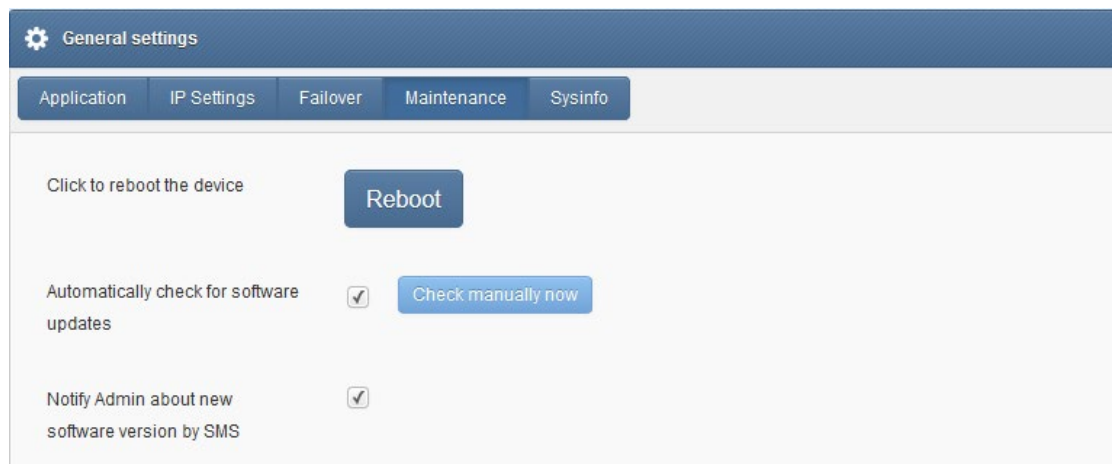 General settings
Application IP Settings Failover Maintenance Sysinfo
Click to reboot the device Reboot
Automatically check for software Check manually now
updates
Notify Admin about new
software version by SMS